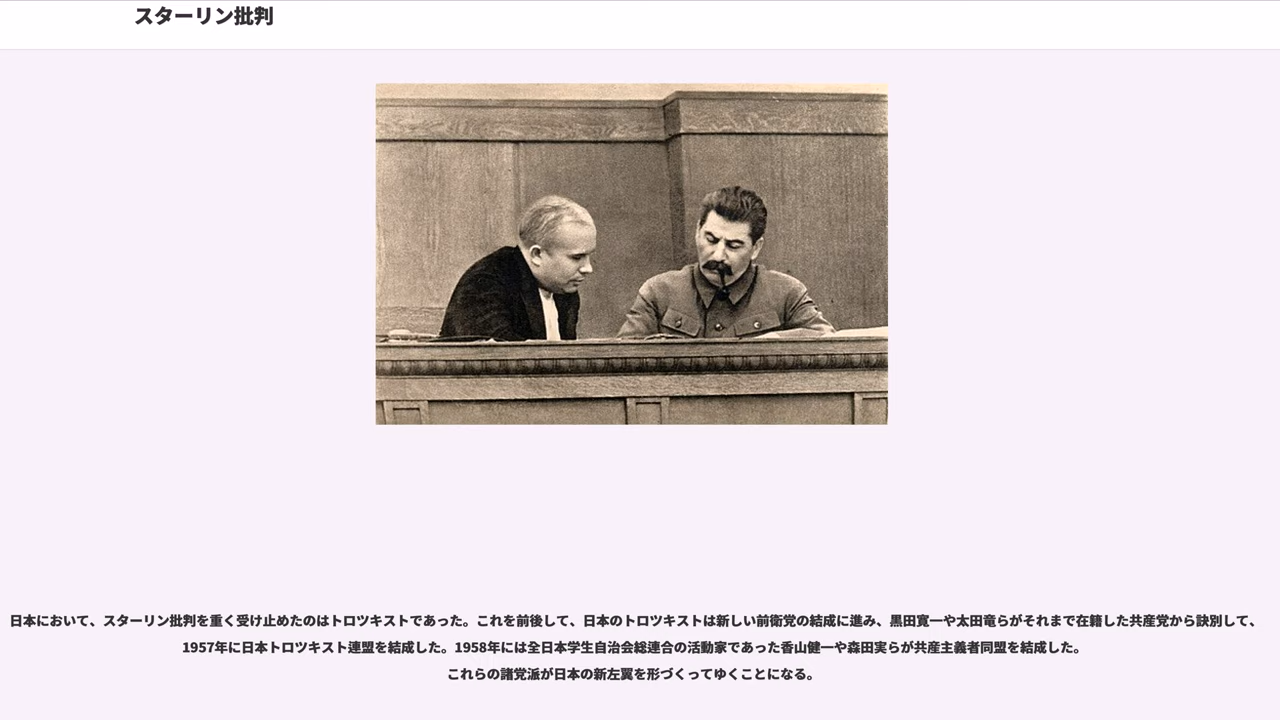 スターリン批判
日本において、スターリン批判を重く受け止めたのはトロツキストであった。これを前後して、日本のトロツキストは新しい前衛党の結成に進み、黒田寛一や太田竜らがそれまで在籍した共産党から訣別して、
1957年に日本トロツキスト連盟を結成した。1958年には全日本学生自治会総連合の活動家であった香山健一や森田実らが共産主義者同盟を結成した。
これらの諸党派が日本の新左翼を形づくってゆくことになる。